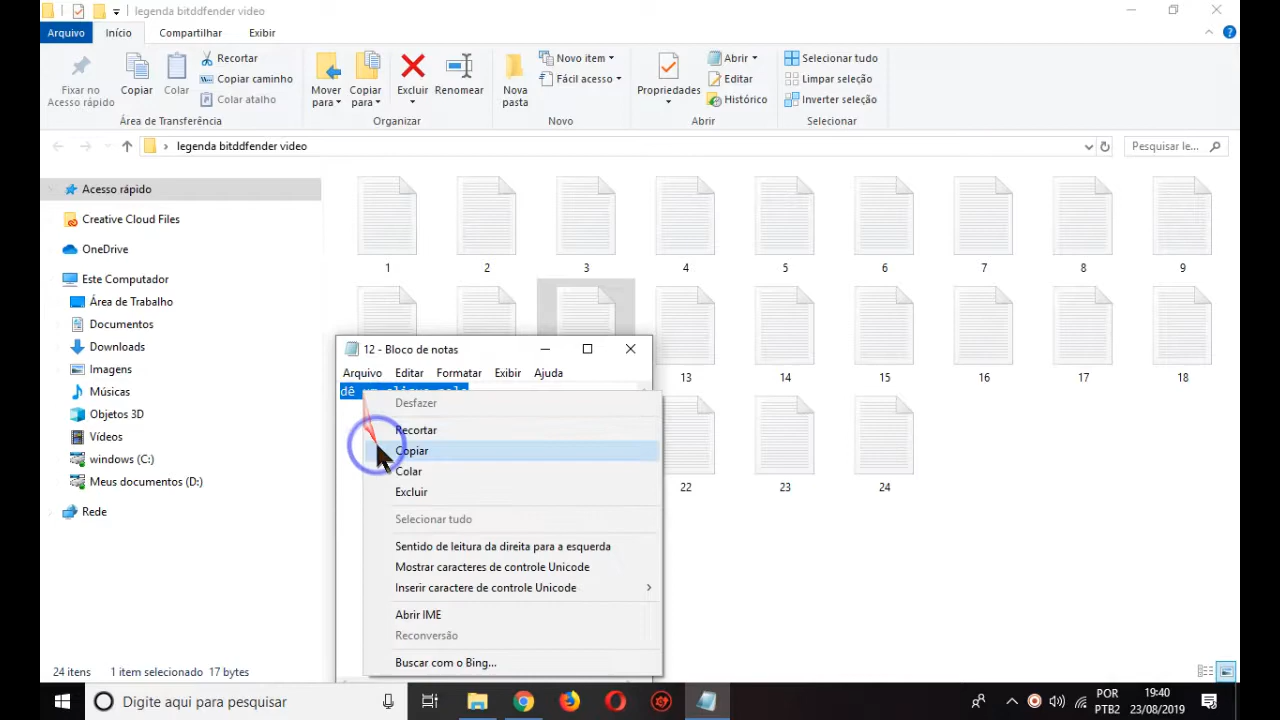 legenda bitddfender video
Arquivo Início Compartilhar Exibir
Fixar no Acesso rápido
Copiar
Colar
Recortar
Copiar caminho
Colar atalho
Área de Transferência
Mover para
Copiar para
Excluir
Renomear
Organizar
Nova pasta
Novo item
Fácil acesso
Novo
Propriedades
Abrir
Editar
Histórico
Abrir
Selecionar tudo
Limpar seleção
Inverter seleção
Selecionar
legenda bitddfender video
Pesquisar le...
Acesso rápido
Creative Cloud Files
OneDrive
Este Computador
Área de Trabalho
Documentos
Downloads
Imagens
Músicas
Objetos 3D
Vídeos
windows (C:)
Meus documentos (D:)
Rede
1 2 3 4 5 6 7 8 9
13 14 15 16 17 18
22 23 24
12 - Bloco de notas
Arquivo Editar Formatar Exibir Ajuda
dê
Desfazer
Recortar
Copiar
Colar
Excluir
Selecionar tudo
Sentido de leitura da direita para a esquerda
Mostrar caracteres de controle Unicode
Inserir caractere de controle Unicode
Abrir IME
Reconversão
Buscar com o Bing...
24 itens 1 item selecionado 17 bytes
Digite aqui para pesquisar
POR
PTB2
19:40
23/08/2019